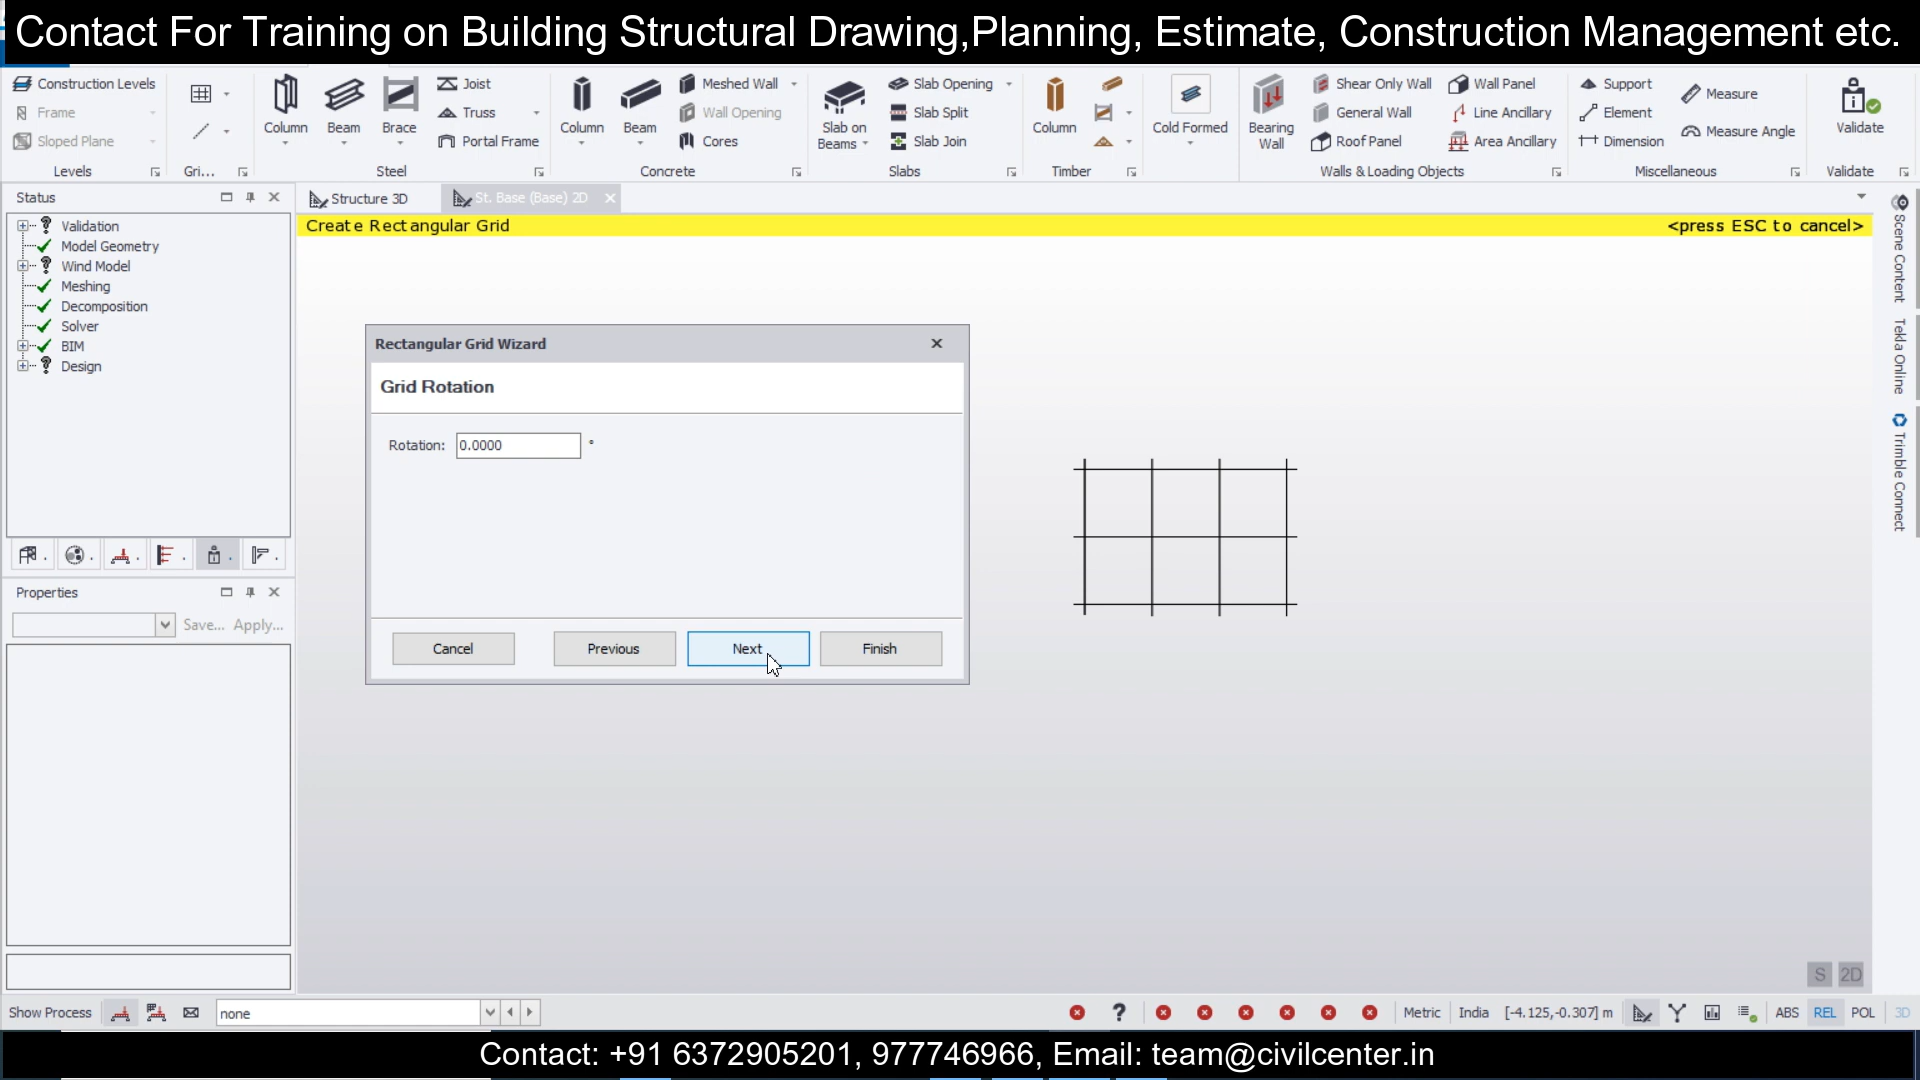 Contact For Training on Building Structural Drawing,Planning, Estimate, Construction Management etc.
Construction Levels
Frame
Sloped Plane
Levels
Gri...
Column
Beam
Brace
Joist
Truss
Portal Frame
Steel
Column
Beam
Meshed Wall
Wall Opening
Cores
Concrete
Slab on
Beams
Slab Opening
Slab Split
Slab Join
Slabs
Column
Timber
Cold Formed
Bearing
Wall
Shear Only Wall
General Wall
Roof Panel
Wall Panel
Line Ancillary
Area Ancillary
Walls & Loading Objects
Support
Element
Dimension
Measure
Measure Angle
Miscellaneous
Validate
Validate
Status
Validation
Model Geometry
Wind Model
Meshing
Decomposition
Solver
BIM
Design
Properties
Save... Apply...
Structure 3D
St. Base (Base) 2D
Create Rectangular Grid
<press ESC to cancel>
Rectangular Grid Wizard
Grid Rotation
Rotation: 0.0000 °
Cancel
Previous
Next
Finish
Scene Content
Tekla Online
Trimble Connect
S 2D
Show Process
none
Metric
India
[-4.125,-0.307] m
ABS
REL
POL
3D
Contact: +91 6372905201, 977746966, Email: team@civilcenter.in